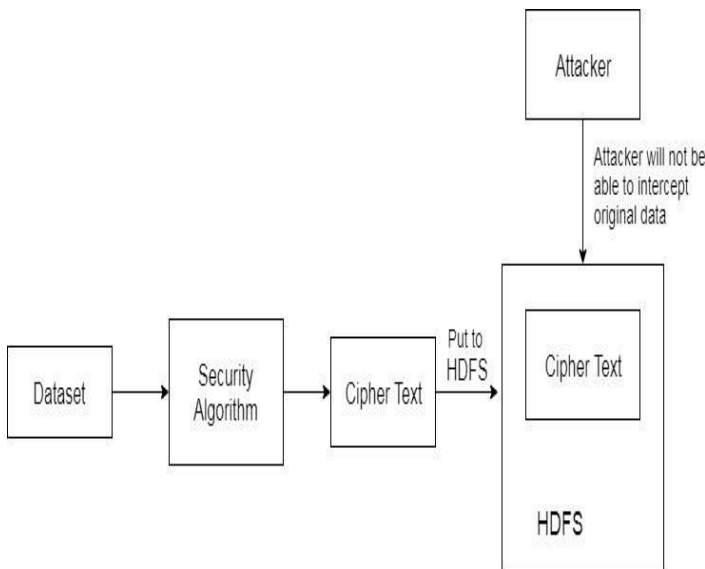 Attacker
Attacker will not be
able to intercept
original data
Dataset
Security
Algorithm
Cipher Text
Put to
HDFS
Cipher Text
HDFS